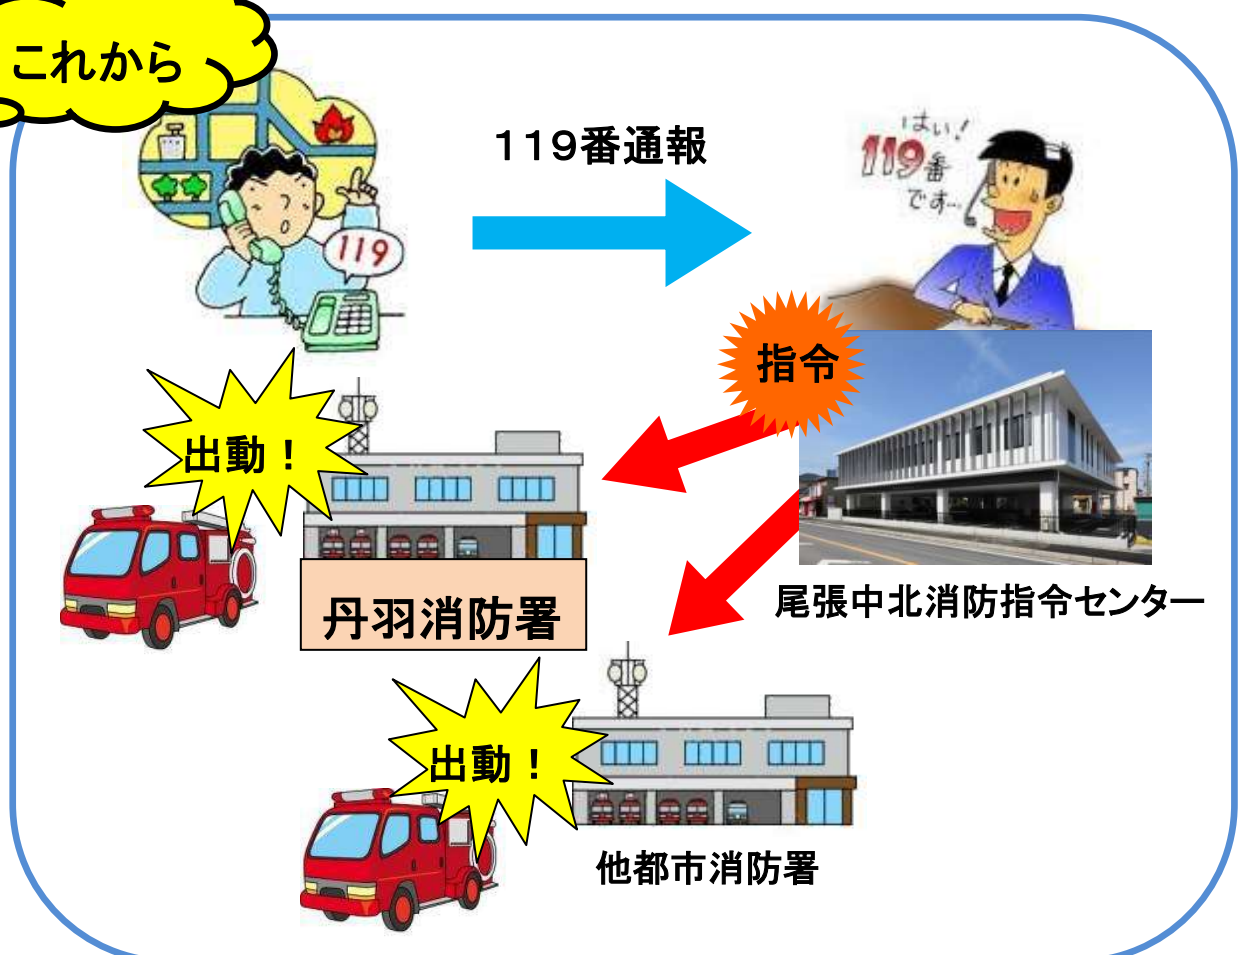 これから
119番通報
はい!
119番
です…
119
指令
出動！
丹羽消防署
尾張中北消防指令センター
出動！
他都市消防署